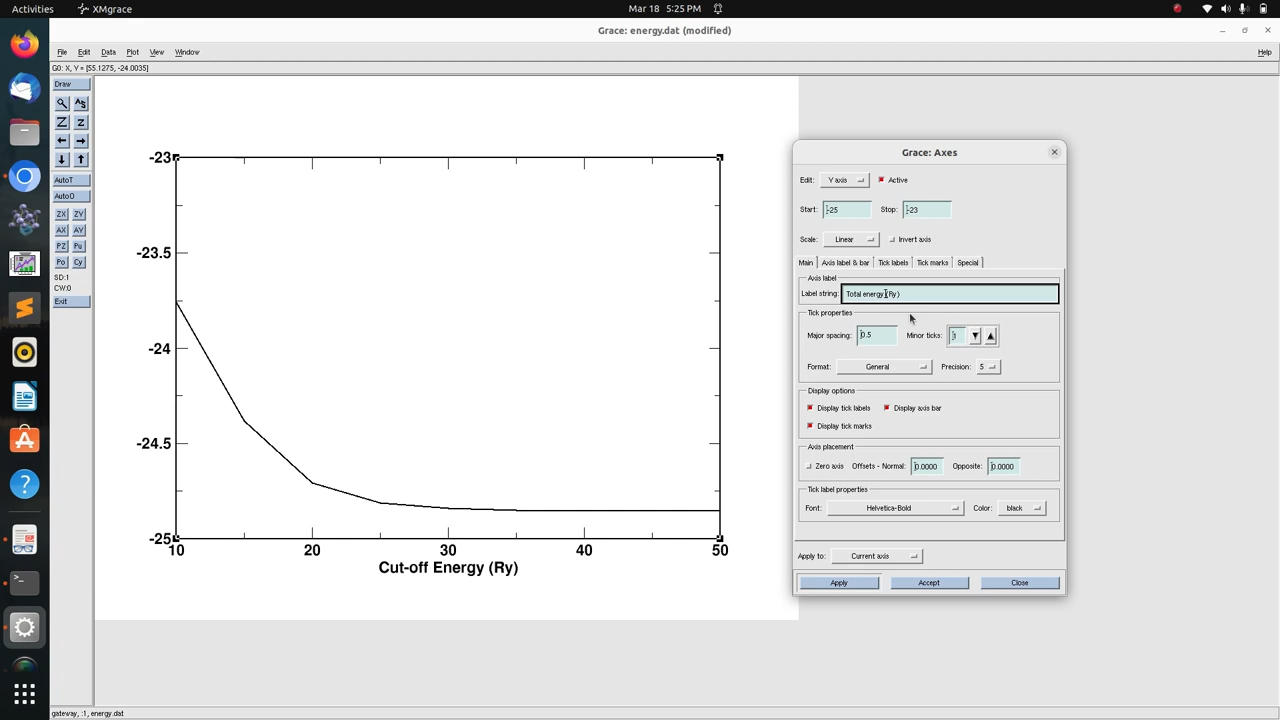 Activities XMgrace Mar 18 5:25 PM
Grace: energy.dat (modified)
File Edit Data Plot View Window Help
G0: X, Y = [55.1275, -24.0035]
Draw
Z z
AutoT
AutoO
ZX ZY
AX AY
PZ Pu
Po Cy
SD:1
CW:0
Exit
-23
-23.5
-24
-24.5
-25
10 20 30 40 50
Cut-off Energy (Ry)
Grace: Axes
Edit: Y axis Active
Start: -25 Stop: -23
Scale: Linear Invert axis
Main Axis label & bar Tick labels Tick marks Special
Axis label
Label string: Total energy (Ry)
Tick properties
Major spacing: 0.5 Minor ticks: 1
Format: General Precision: 5
Display options
Display tick labels Display axis bar
Display tick marks
Axis placement
Zero axis Offsets - Normal: 0.0000 Opposite: 0.0000
Tick label properties
Font: Helvetica-Bold Color: black
Apply to: Current axis
Apply Accept Close
gateway, :1, energy.dat